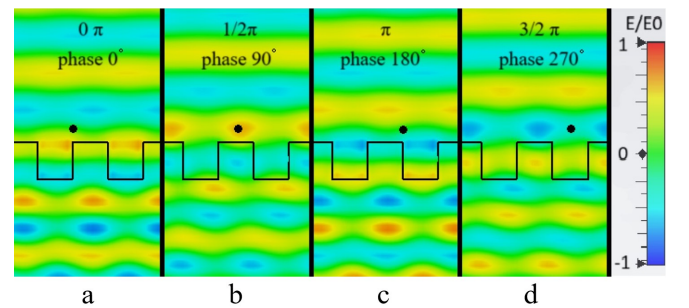 0 π
phase 0°
1/2π
phase 90°
π
phase 180°
3/2 π
phase 270°
E/E0
1
0
-1
a
b
c
d